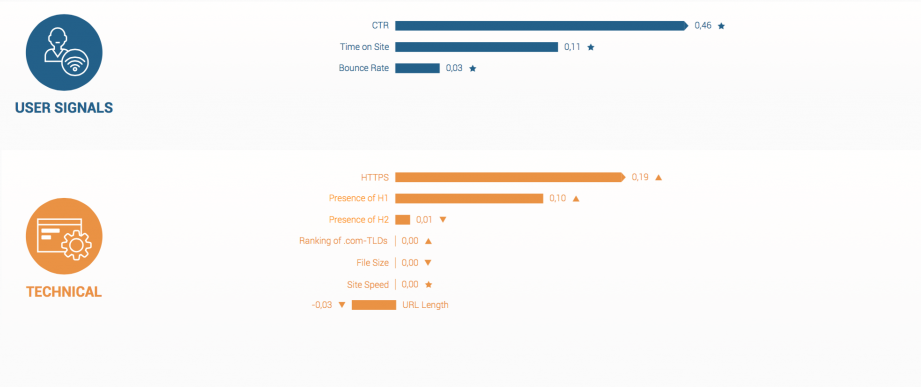 CTR 0,46
Time on Site 0,11
Bounce Rate 0,03
USER SIGNALS
HTTPS 0,19
Presence of H1 0,10
Presence of H2 0,01
Ranking of .com-TLDs 0,00
File Size 0,00
Site Speed 0,00
-0,03 URL Length
TECHNICAL